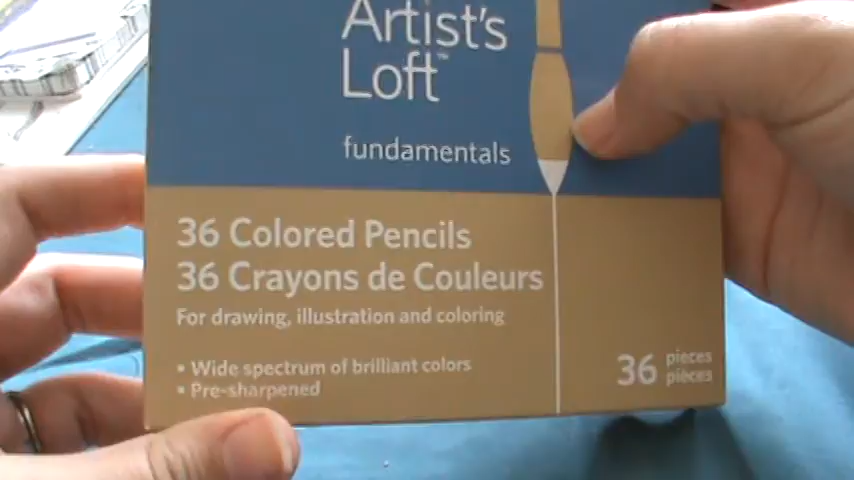 Artist's
Loft™
fundamentals
36 Colored Pencils
36 Crayons de Couleurs
For drawing, illustration and coloring
• Wide spectrum of brilliant colors
• Pre-sharpened
36 pieces
pièces